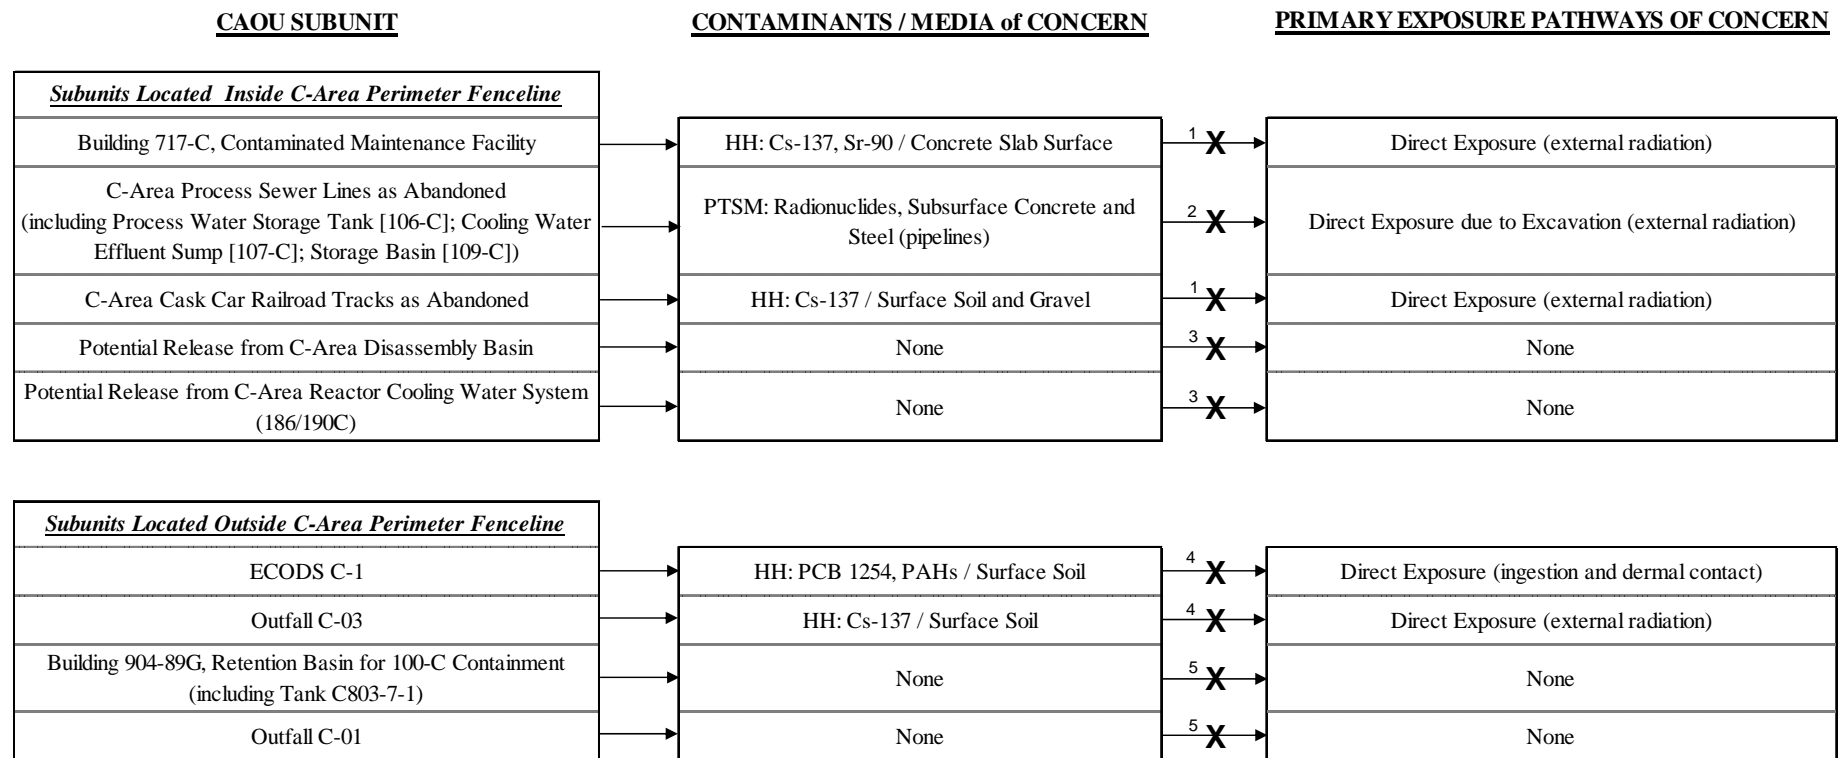 CAOU SUBUNIT
CONTAMINANTS / MEDIA of CONCERN
PRIMARY EXPOSURE PATHWAYS OF CONCERN
Subunits Located Inside C-Area Perimeter Fenceline
Building 717-C, Contaminated Maintenance Facility
HH: Cs-137, Sr-90 / Concrete Slab Surface
1 X
Direct Exposure (external radiation)
C-Area Process Sewer Lines as Abandoned
(including Process Water Storage Tank [106-C]; Cooling Water
Effluent Sump [107-C]; Storage Basin [109-C])
PTSM: Radionuclides, Subsurface Concrete and
Steel (pipelines)
2 X
Direct Exposure due to Excavation (external radiation)
C-Area Cask Car Railroad Tracks as Abandoned
HH: Cs-137 / Surface Soil and Gravel
1 X
Direct Exposure (external radiation)
Potential Release from C-Area Disassembly Basin
None
3 X
None
Potential Release from C-Area Reactor Cooling Water System
(186/190C)
None
3 X
None
Subunits Located Outside C-Area Perimeter Fenceline
ECODS C-1
HH: PCB 1254, PAHs / Surface Soil
4 X
Direct Exposure (ingestion and dermal contact)
Outfall C-03
HH: Cs-137 / Surface Soil
4 X
Direct Exposure (external radiation)
Building 904-89G, Retention Basin for 100-C Containment
(including Tank C803-7-1)
None
5 X
None
Outfall C-01
None
5 X
None